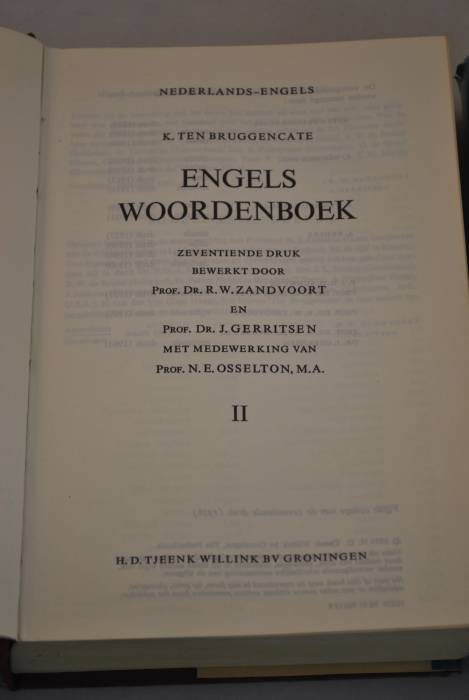 NEDERLANDS-ENGELS
K. TEN BRUGGENCATE
ENGELS
WOORDENBOEK
ZEVENTIENDE DRUK
BEWERKT DOOR
PROF. DR. R. W. ZANDVOORT
EN
PROF. DR. J. GERRITSEN
MET MEDEWERKING VAN
PROF. N. E. OSSELTON, M.A.
II
H. D. TJEENK WILLINK BV GRONINGEN